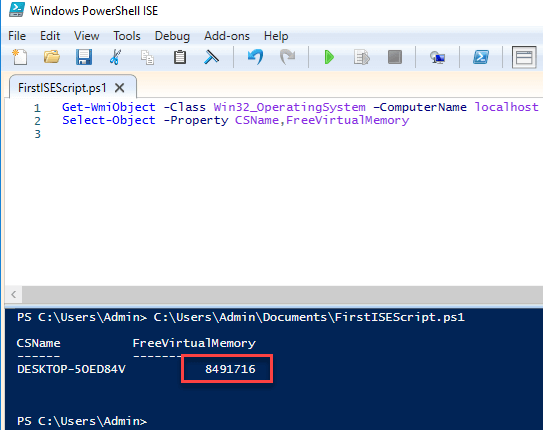 Windows PowerShell ISE
File Edit View Tools Debug Add-ons Help
FirstISEScript.ps1
1 Get-WmiObject -Class Win32_OperatingSystem -ComputerName localhost
2 Select-Object -Property CSName,FreeVirtualMemory
3
PS C:\Users\Admin> C:\Users\Admin\Documents\FirstISEScript.ps1
CSName FreeVirtualMemory
------ -----------------
DESKTOP-5OED84V 8491716
PS C:\Users\Admin>